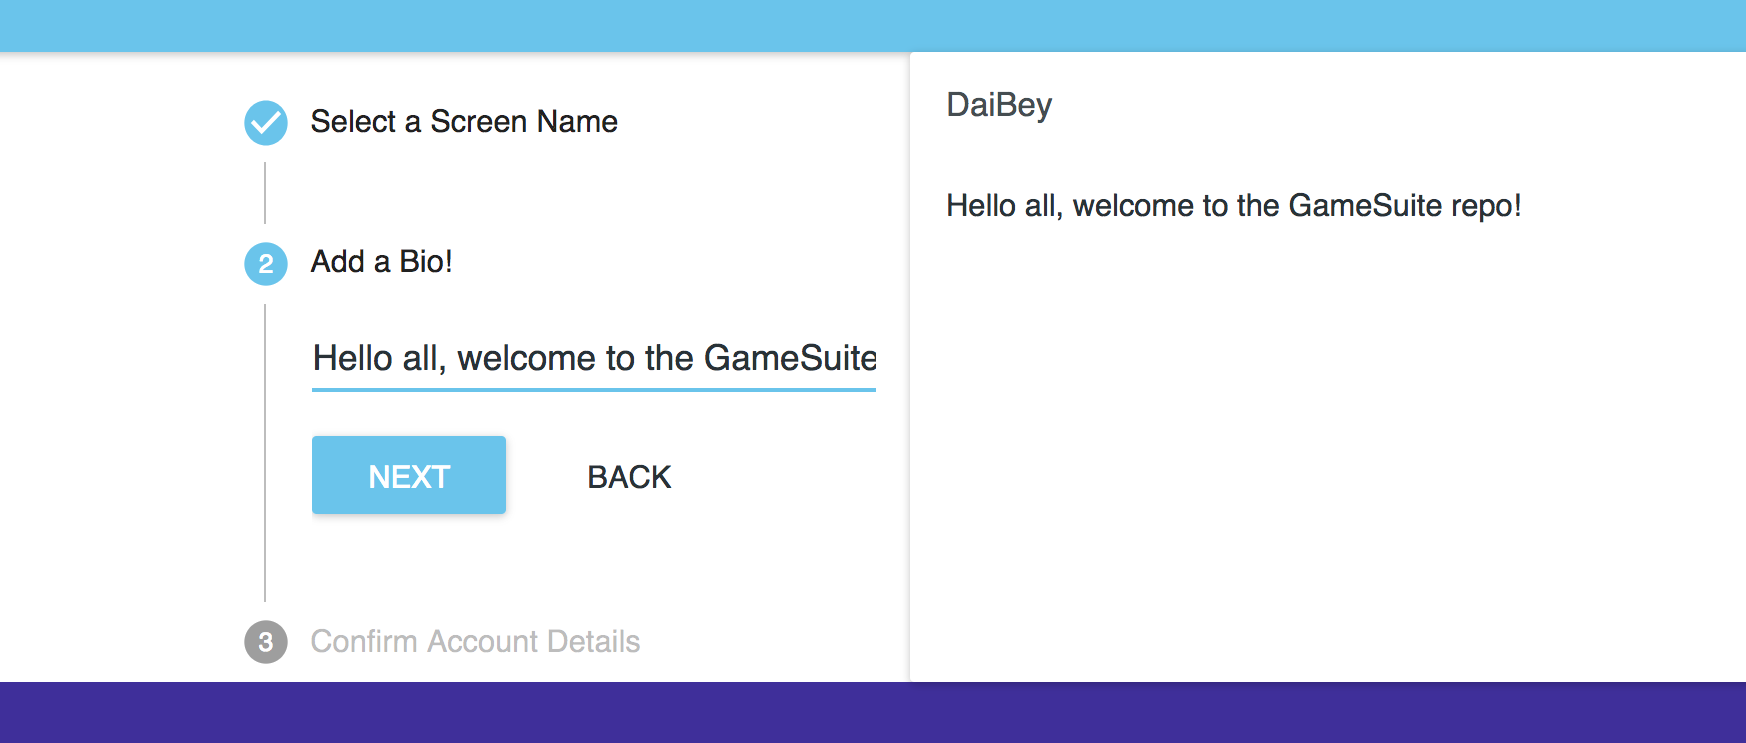 Select a Screen Name
2 Add a Bio!
Hello all, welcome to the GameSuite
NEXT BACK
3 Confirm Account Details
DaiBey
Hello all, welcome to the GameSuite repo!